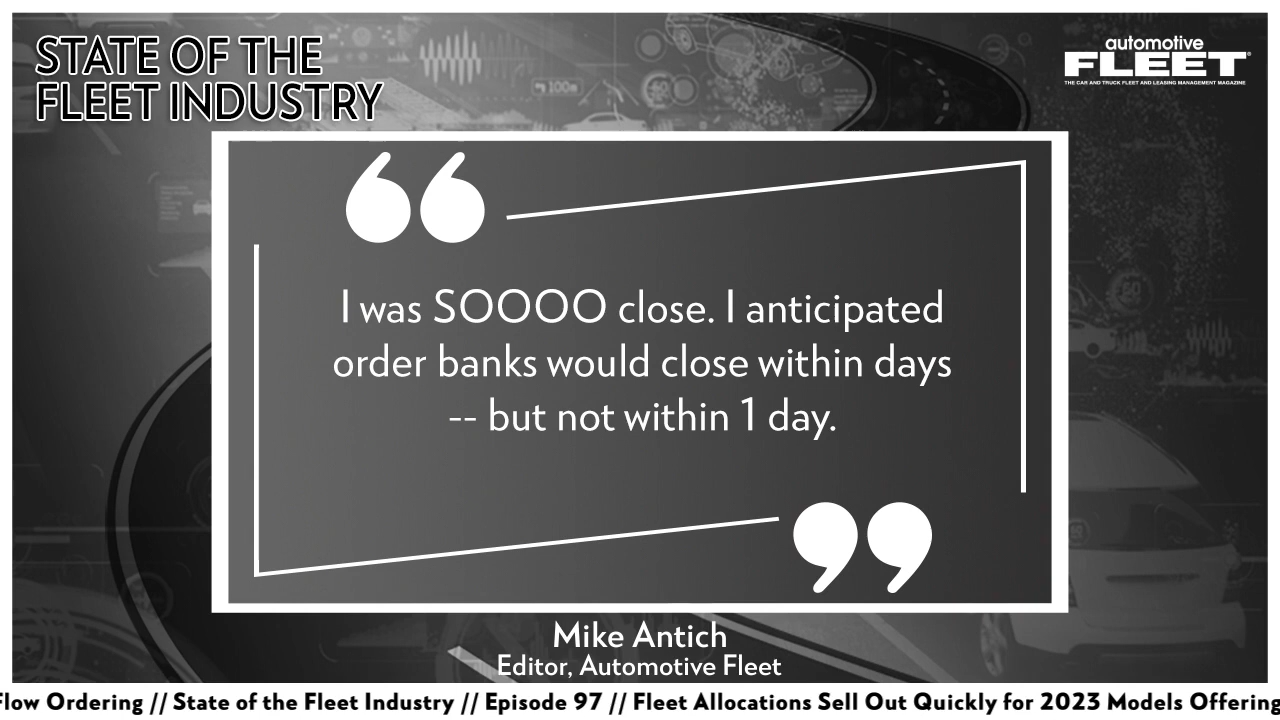 STATE OF THE
FLEET INDUSTRY
automotive
FLEET®
THE CAR AND TRUCK FLEET AND LEASING MANAGEMENT MAGAZINE
100m
I was SOOOO close. I anticipated
order banks would close within days
-- but not within 1 day.
Mike Antich
Editor, Automotive Fleet
Flow Ordering // State of the Fleet Industry // Episode 97 // Fleet Allocations Sell Out Quickly for 2023 Models Offering